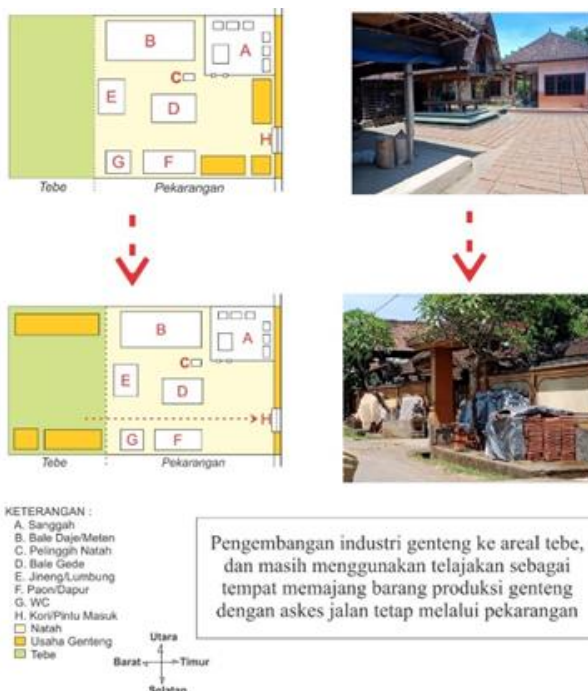 B
A
C
E
D
H
G
F
Tebe
Pekarangan
B
A
C
E
D
H
G
F
Tebe
Pekarangan
KETERANGAN :
A. Sanggah
B. Bale Daje/Meten
C. Pelinggih Natah
D. Bale Gede
E. Jineng/Lumbung
F. Paon/Dapur
G. WC
H. Kori/Pintu Masuk
Natah
Usaha Genteng
Tebe
Utara
Barat
Timur
Selatan
Pengembangan industri genteng ke areal tebe,
dan masih menggunakan telajakan sebagai
tempat memajang barang produksi genteng
dengan askes jalan tetap melalui pekarangan